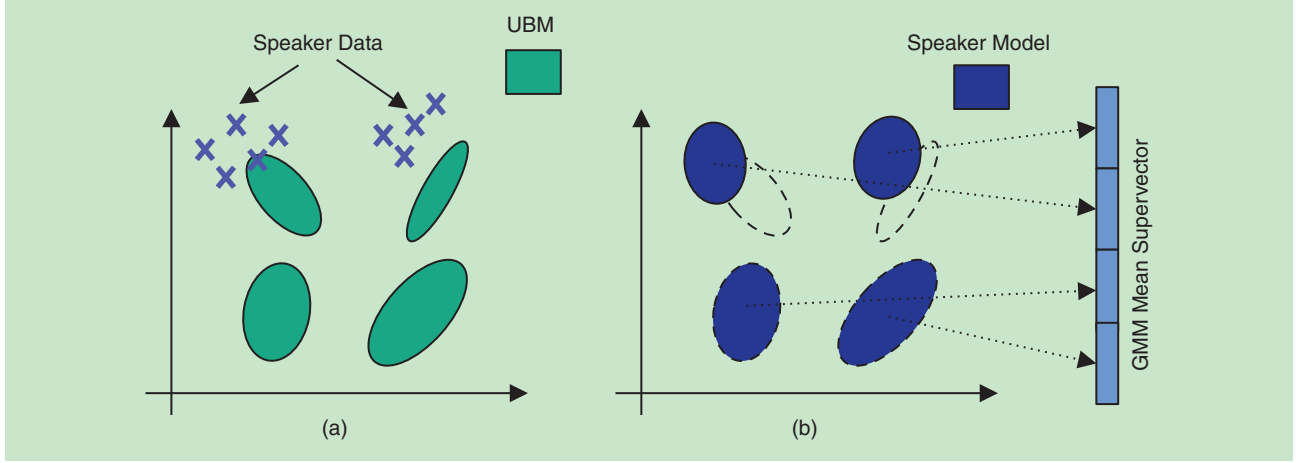 UBM
Speaker Data
Speaker Model
GMM Mean Supervector
(a)
(b)